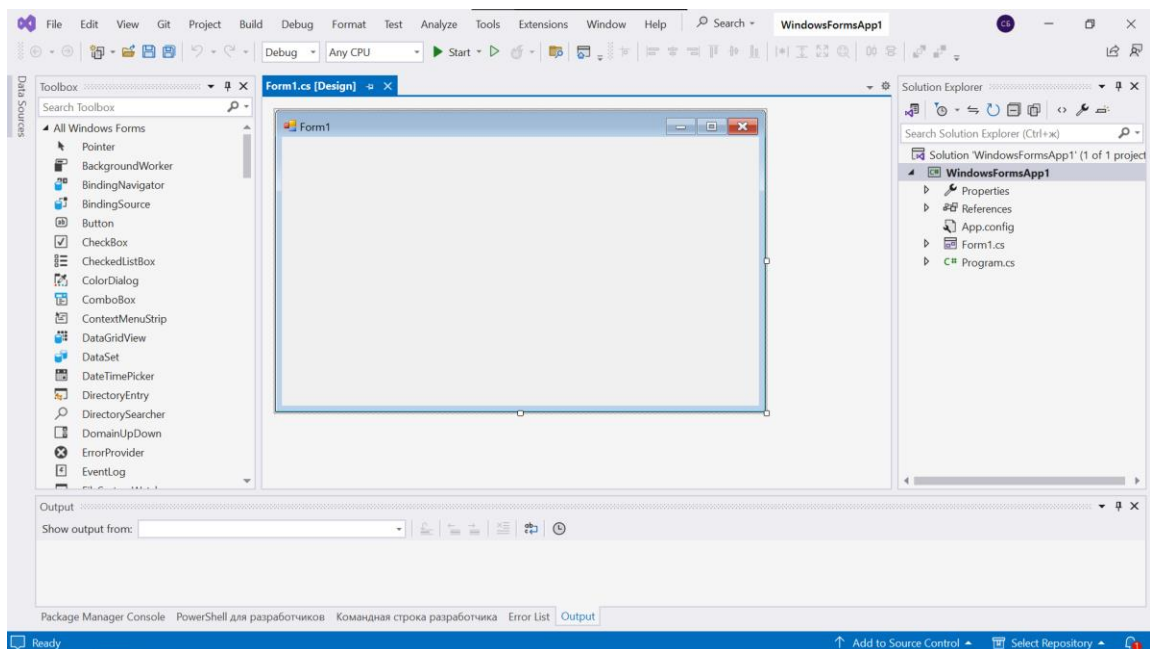 File Edit View Git Project Build Debug Format Test Analyze Tools Extensions Window Help Search WindowsFormsApp1 СБ
Debug Any CPU Start
Data Sources
Toolbox
Search Toolbox
All Windows Forms
Pointer
BackgroundWorker
BindingNavigator
BindingSource
Button
CheckBox
CheckedListBox
ColorDialog
ComboBox
ContextMenuStrip
DataGridView
DataSet
DateTimePicker
DirectoryEntry
DirectorySearcher
DomainUpDown
ErrorProvider
EventLog
Form1.cs [Design]
Form1
Solution Explorer
Search Solution Explorer (Ctrl+ж)
Solution 'WindowsFormsApp1' (1 of 1 project
WindowsFormsApp1
Properties
References
App.config
Form1.cs
C# Program.cs
Output
Show output from:
Package Manager Console PowerShell для разработчиков Командная строка разработчика Error List Output
Ready Add to Source Control Select Repository 1